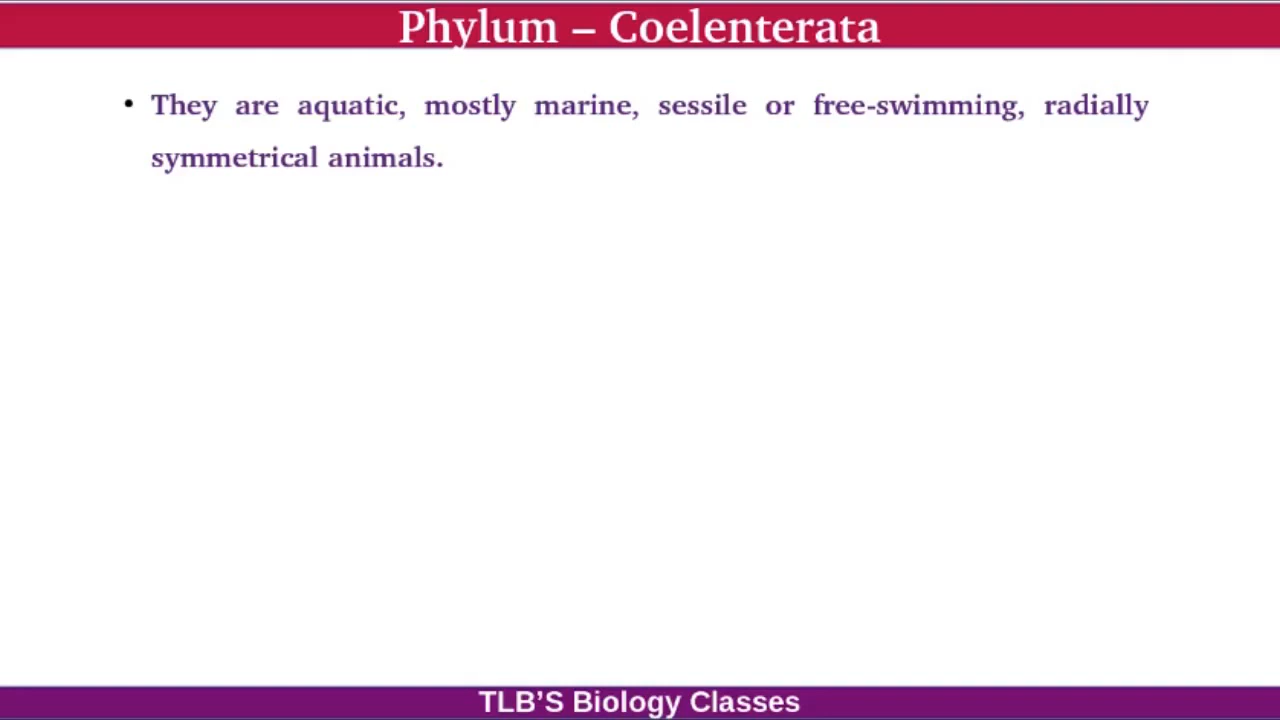 Phylum – Coelenterata
• They are aquatic, mostly marine, sessile or free-swimming, radially
symmetrical animals.
TLB’S Biology Classes